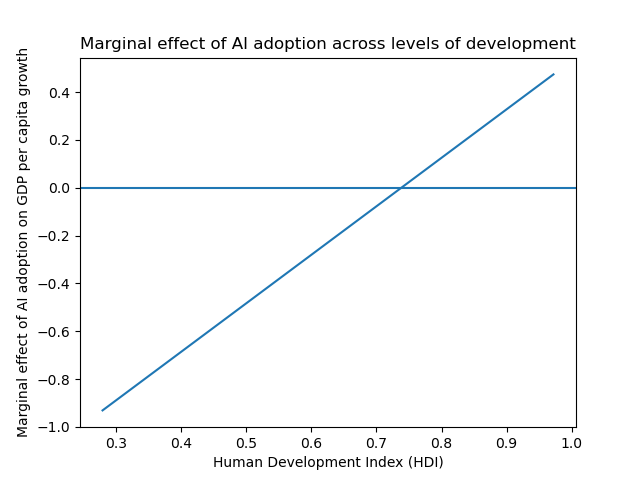 Marginal effect of AI adoption across levels of development
Marginal effect of AI adoption on GDP per capita growth
0.4
0.2
0.0
−0.2
−0.4
−0.6
−0.8
−1.0
0.3 0.4 0.5 0.6 0.7 0.8 0.9 1.0
Human Development Index (HDI)